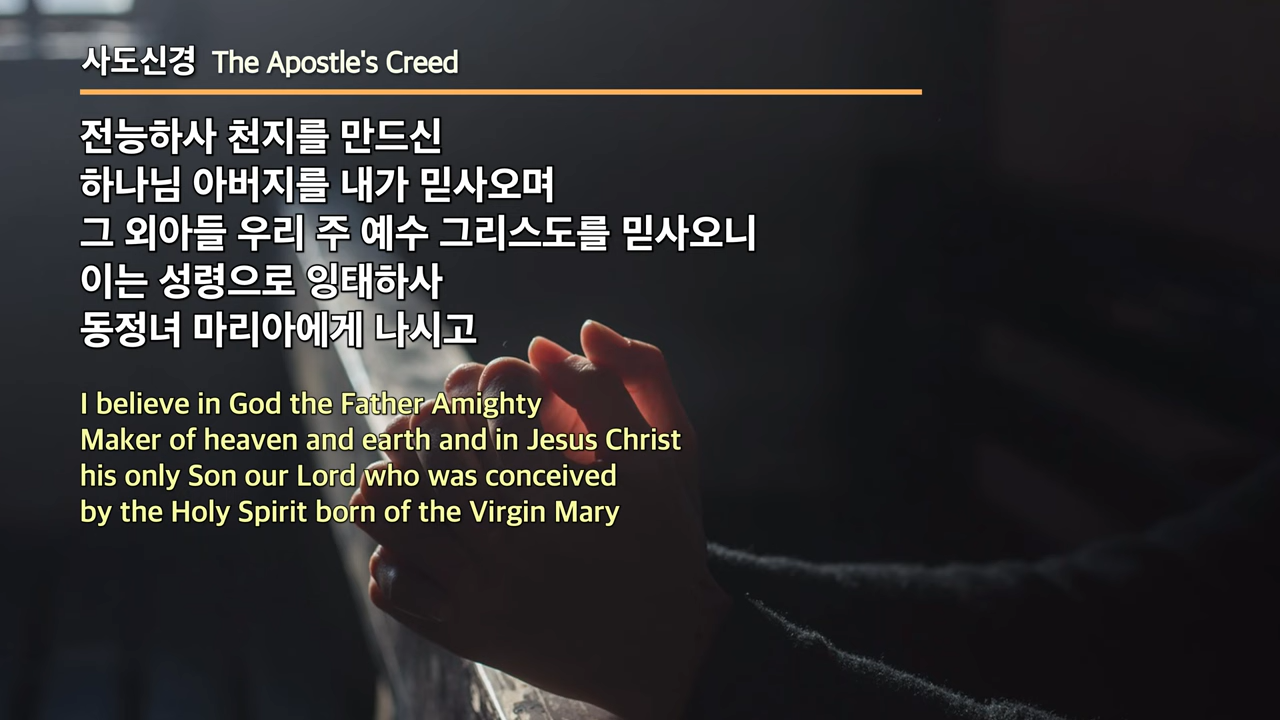 사도신경 The Apostle's Creed
전능하사 천지를 만드신
하나님 아버지를 내가 믿사오며
그 외아들 우리 주 예수 그리스도를 믿사오니
이는 성령으로 잉태하사
동정녀 마리아에게 나시고
I believe in God the Father Amighty
Maker of heaven and earth and in Jesus Christ
his only Son our Lord who was conceived
by the Holy Spirit born of the Virgin Mary